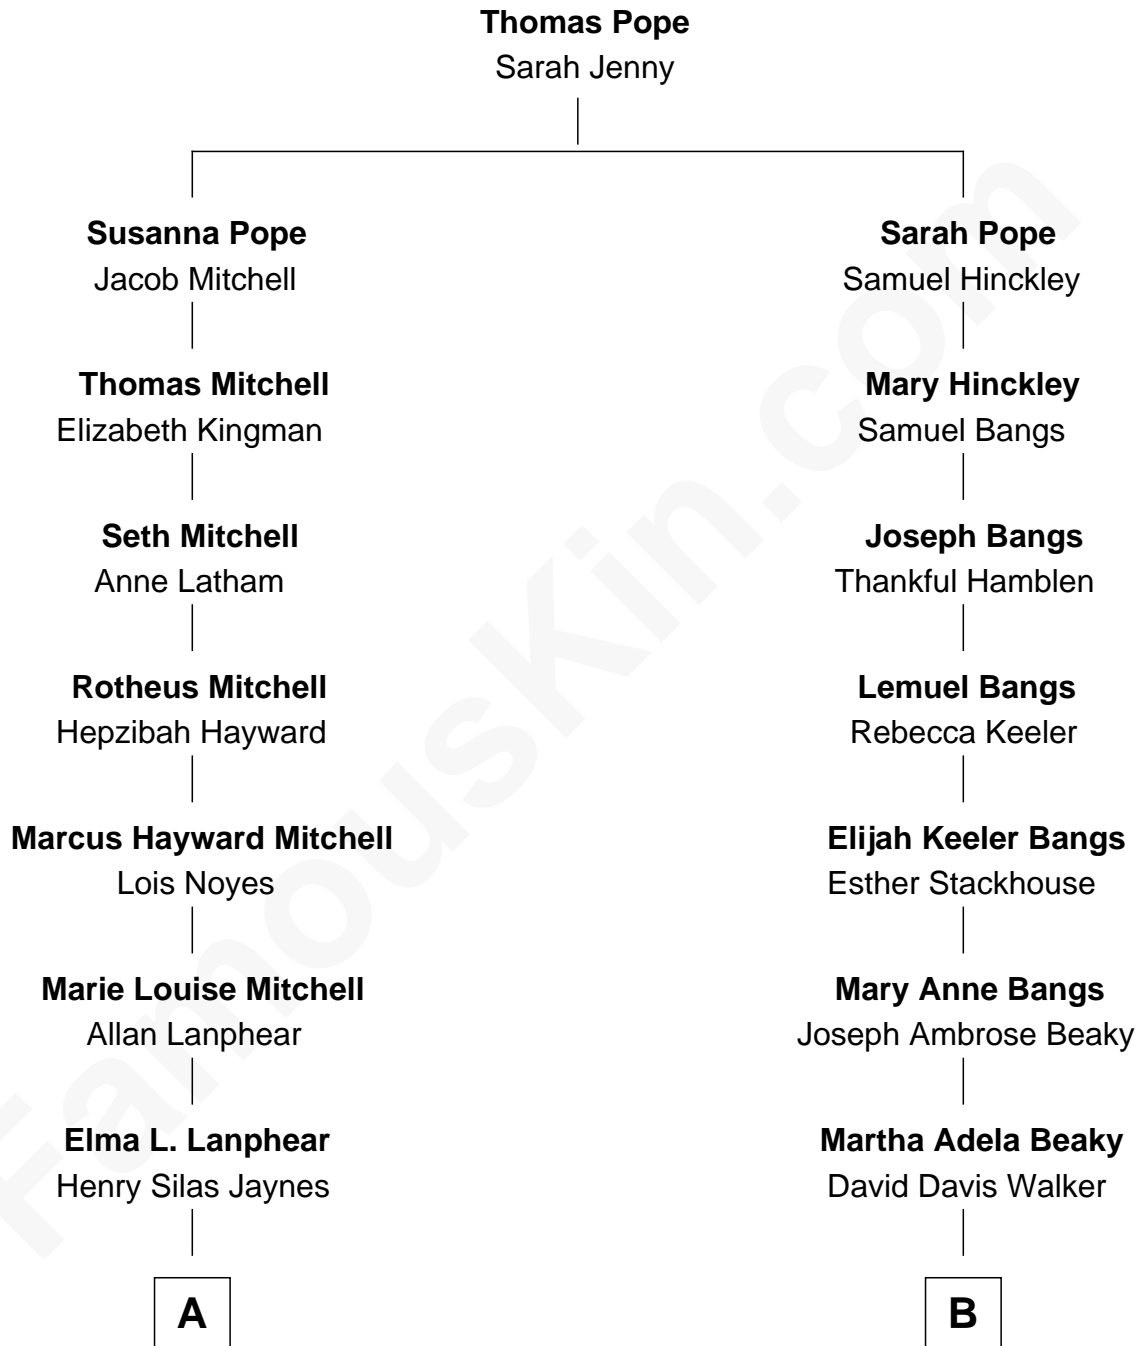 Thomas Pope
Sarah Jenny
Susanna Pope
Jacob Mitchell
Sarah Pope
Samuel Hinckley
Thomas Mitchell
Elizabeth Kingman
Mary Hinckley
Samuel Bangs
Seth Mitchell
Anne Latham
Joseph Bangs
Thankful Hamblen
Rotheus Mitchell
Hepzibah Hayward
Lemuel Bangs
Rebecca Keeler
Marcus Hayward Mitchell
Lois Noyes
Elijah Keeler Bangs
Esther Stackhouse
Marie Louise Mitchell
Allan Lanphear
Mary Anne Bangs
Joseph Ambrose Beaky
Elma L. Lanphear
Henry Silas Jaynes
Martha Adela Beaky
David Davis Walker
A
B
FamousKin.com